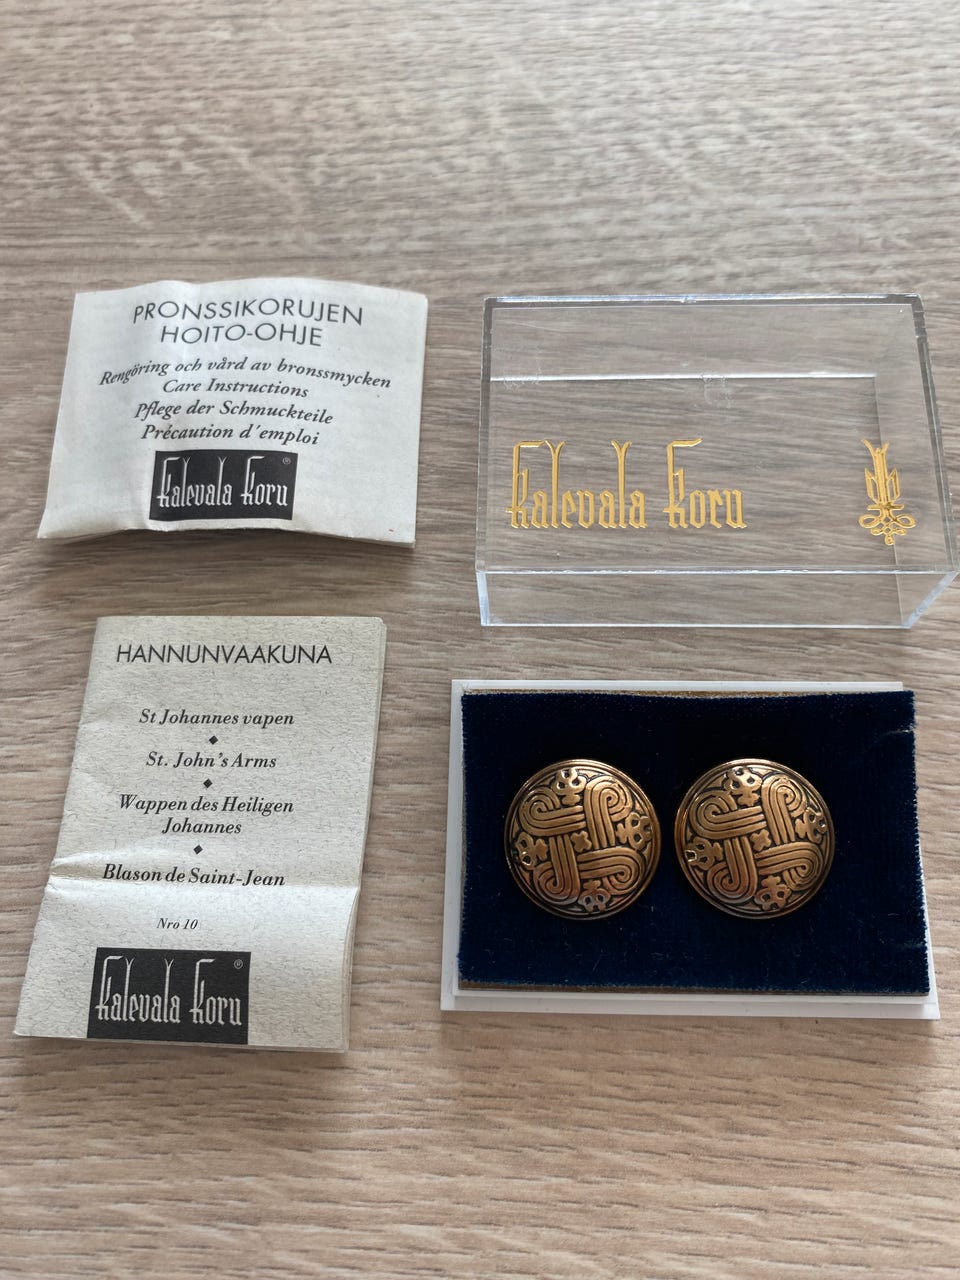 PRONSSIKORUJEN
HOITO-OHJE
Rengöring och vård av bronssmycken
Care Instructions
Pflege der Schmuckteile
Précaution d'emploi
Kalevala Koru ®
Kalevala Koru
HANNUNVAAKUNA
St Johannes vapen
St. John's Arms
Wappen des Heiligen
Johannes
Blason de Saint-Jean
Nro 10
Kalevala Koru ®